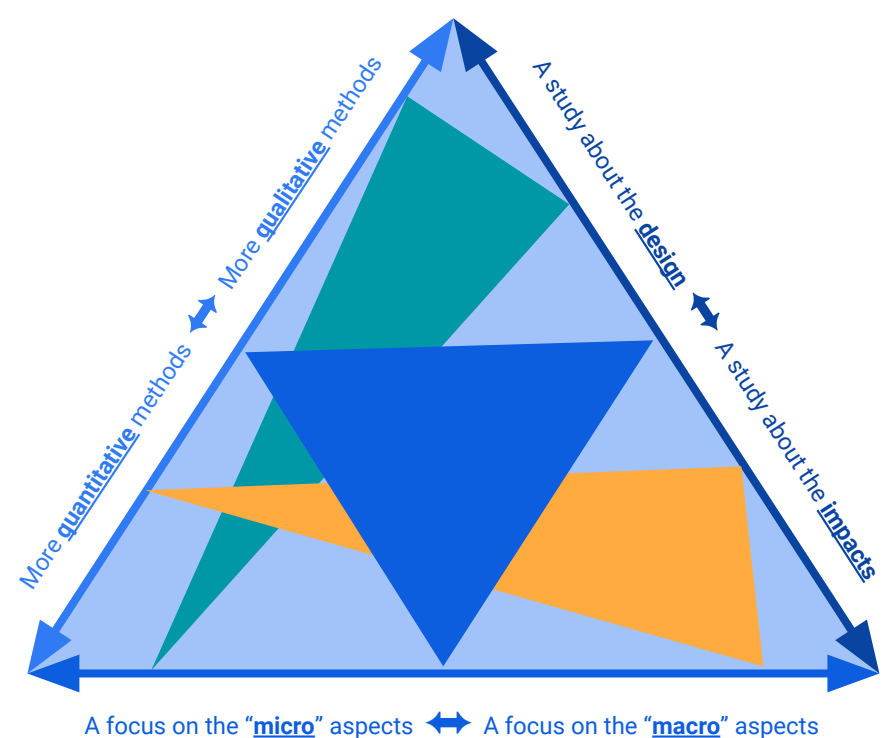 More quantitative methods
More qualitative methods
A study about the design
A study about the impacts
A focus on the “micro” aspects
A focus on the “macro” aspects